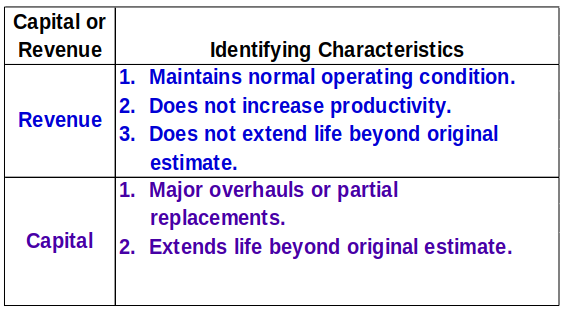 Capital or
Revenue
Identifying Characteristics
Revenue
1. Maintains normal operating condition.
2. Does not increase productivity.
3. Does not extend life beyond original
estimate.
Capital
1. Major overhauls or partial
replacements.
2. Extends life beyond original estimate.